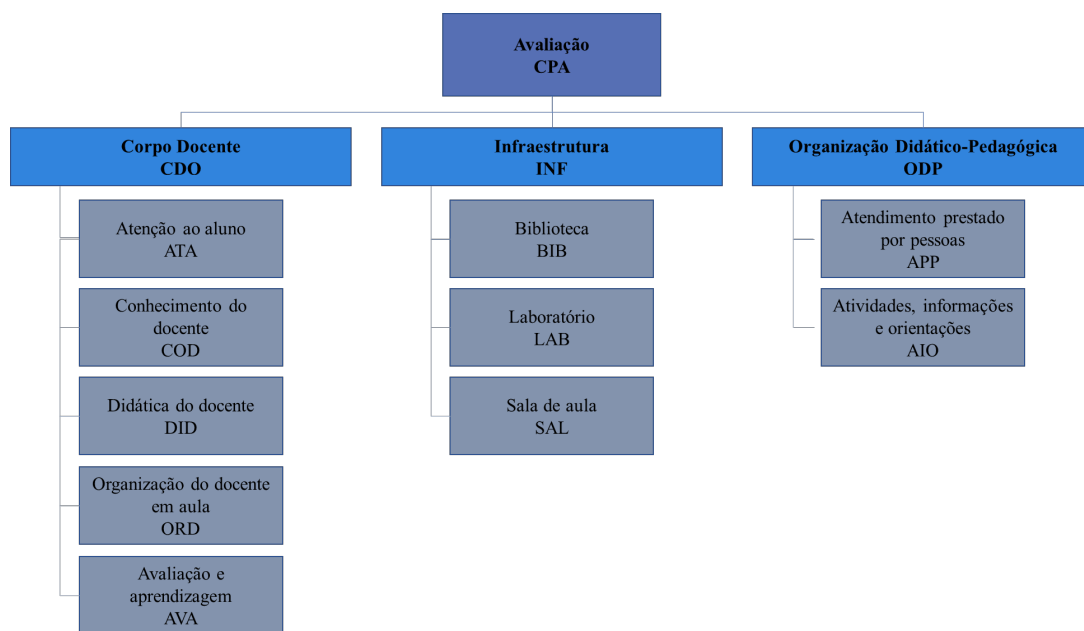 Avaliação
CPA
Corpo Docente
CDO
Infraestrutura
INF
Organização Didático-Pedagógica
ODP
Atenção ao aluno
ATA
Conhecimento do
docente
COD
Didática do docente
DID
Organização do docente
em aula
ORD
Avaliação e
aprendizagem
AVA
Biblioteca
BIB
Laboratório
LAB
Sala de aula
SAL
Atendimento prestado
por pessoas
APP
Atividades, informações
e orientações
AIO